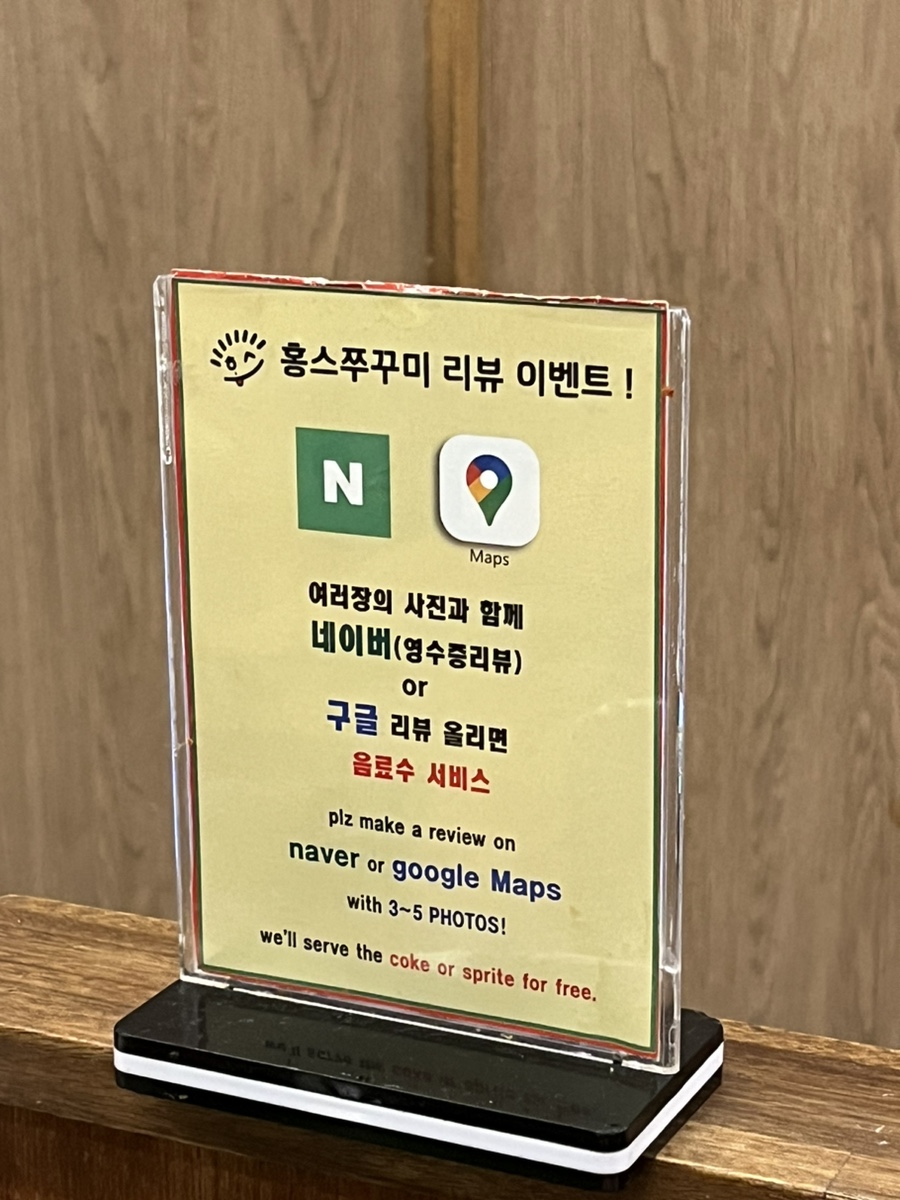 홍스쭈꾸미 리뷰 이벤트 !
N
Maps
여러장의 사진과 함께
네이버(영수증리뷰)
or
구글 리뷰 올리면
음료수 서비스
plz make a review on
naver or google Maps
with 3~5 PHOTOS!
we'll serve the coke or sprite for free.